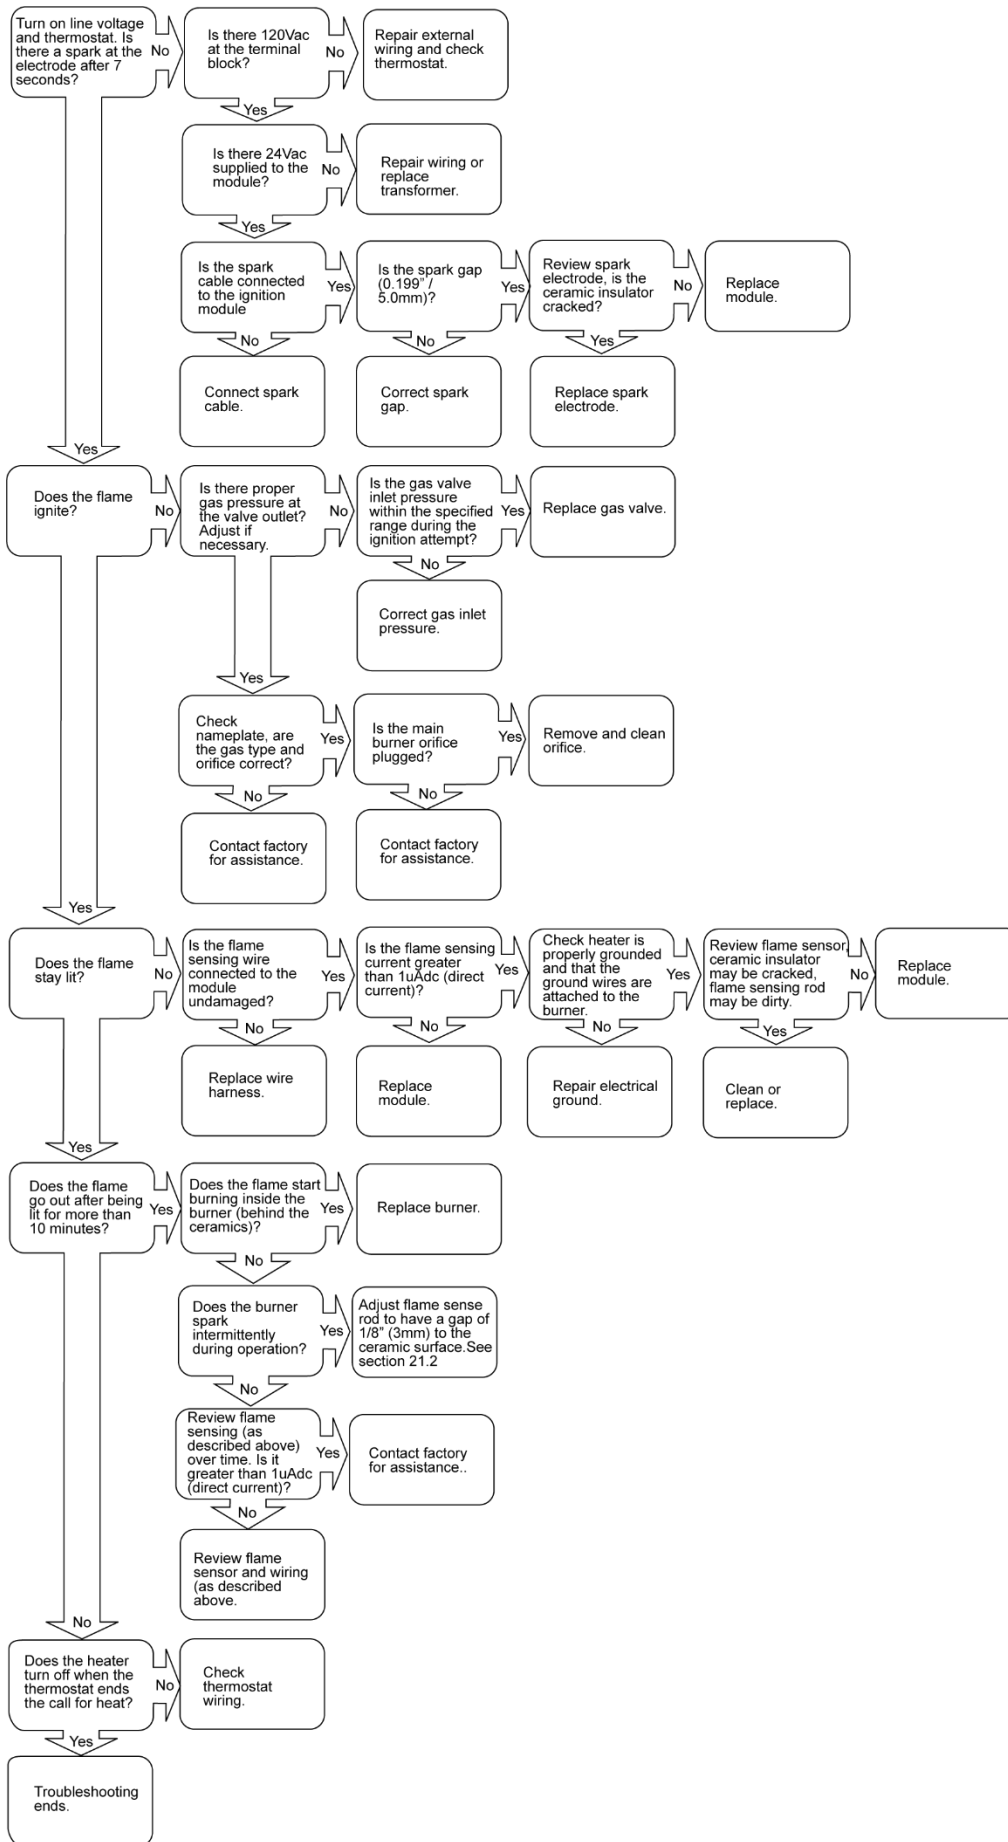 Turn on line voltage
and thermostat. Is
there a spark at the
electrode after 7
seconds?
No
Is there 120Vac
at the terminal
block?
No
Repair external
wiring and check
thermostat.
Yes
Is there 24Vac
supplied to the
module?
No
Repair wiring or
replace
transformer.
Yes
Is the spark
cable connected
to the ignition
module
Yes
Is the spark gap
(0.199” /
5.0mm)?
Yes
Review spark
electrode, is the
ceramic insulator
cracked?
No
Replace
module.
No
No
Yes
Connect spark
cable.
Correct spark
gap.
Replace spark
electrode.
Yes
Does the flame
ignite?
No
Is there proper
gas pressure at
the valve outlet?
Adjust if
necessary.
No
Is the gas valve
inlet pressure
within the specified
range during the
ignition attempt?
Yes
Replace gas valve.
No
Correct gas inlet
pressure.
Yes
Check
nameplate, are
the gas type and
orifice correct?
Yes
Is the main
burner orifice
plugged?
Yes
Remove and clean
orifice.
No
No
Contact factory
for assistance.
Contact factory
for assistance.
Yes
Does the flame
stay lit?
No
Is the flame
sensing wire
connected to the
module
undamaged?
Yes
Is the flame sensing
current greater
than 1uAdc (direct
current)?
Yes
Check heater is
properly grounded
and that the
ground wires are
attached to the
burner.
Yes
Review flame sensor,
ceramic insulator
may be cracked,
flame sensing rod
may be dirty.
No
Replace
module.
No
No
No
Yes
Replace wire
harness.
Replace
module.
Repair electrical
ground.
Clean or
replace.
Yes
Does the flame
go out after being
lit for more than
10 minutes?
Yes
Does the flame start
burning inside the
burner (behind the
ceramics)?
Yes
Replace burner.
No
Does the burner
spark
intermittently
during operation?
Yes
Adjust flame sense
rod to have a gap of
1/8” (3mm) to the
ceramic surface.See
section 21.2
No
Review flame
sensing (as
described above)
over time. Is it
greater than 1uAdc
(direct current)?
Yes
Contact factory
for assistance..
No
Review flame
sensor and wiring
(as described
above.
No
Does the heater
turn off when the
thermostat ends
the call for heat?
No
Check
thermostat
wiring.
Yes
Troubleshooting
ends.